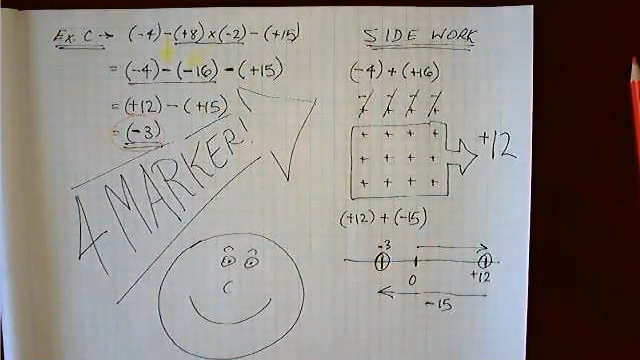 Ex. C → (-4)-(+8)×(-2)-(+15)
= (-4)-(-16)-(+15)
= (+12)-(+15)
= (-3)
4 MARKER!
SIDE WORK
(-4)+(+16)
- - - -
+ + + +
+ + + +
+ + + +
+ + + +
+12
(+12)+(-15)
-3
0
+12
-15